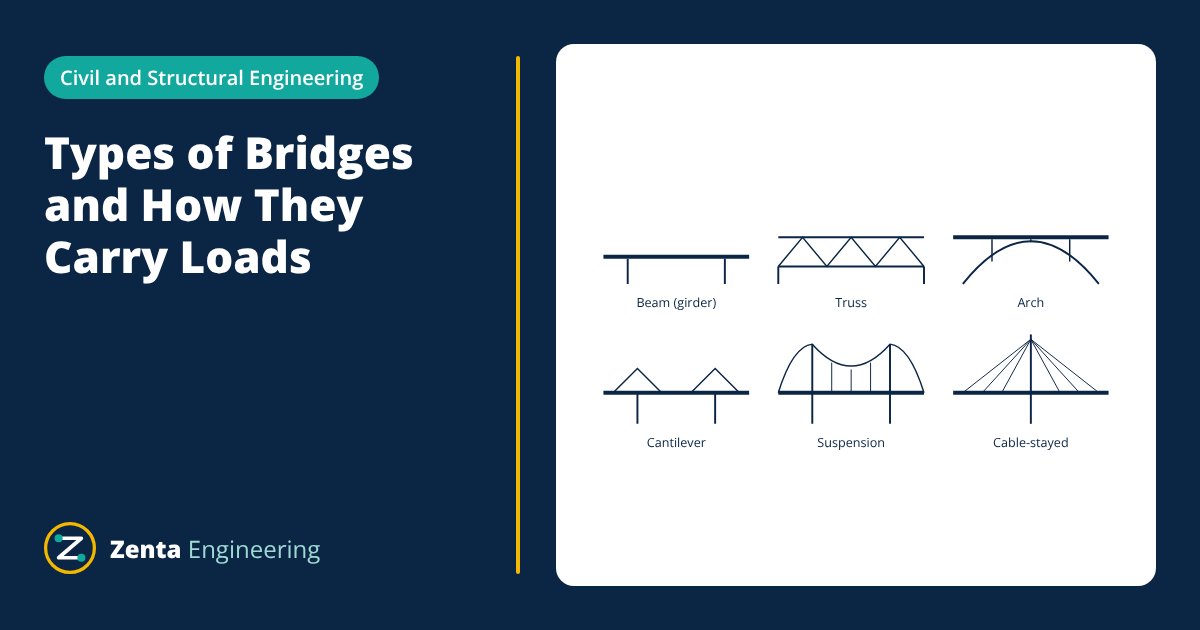 Civil and Structural Engineering
Types of Bridges
and How They
Carry Loads
Beam (girder)
Truss
Arch
Cantilever
Suspension
Cable-stayed
Z
Zenta Engineering